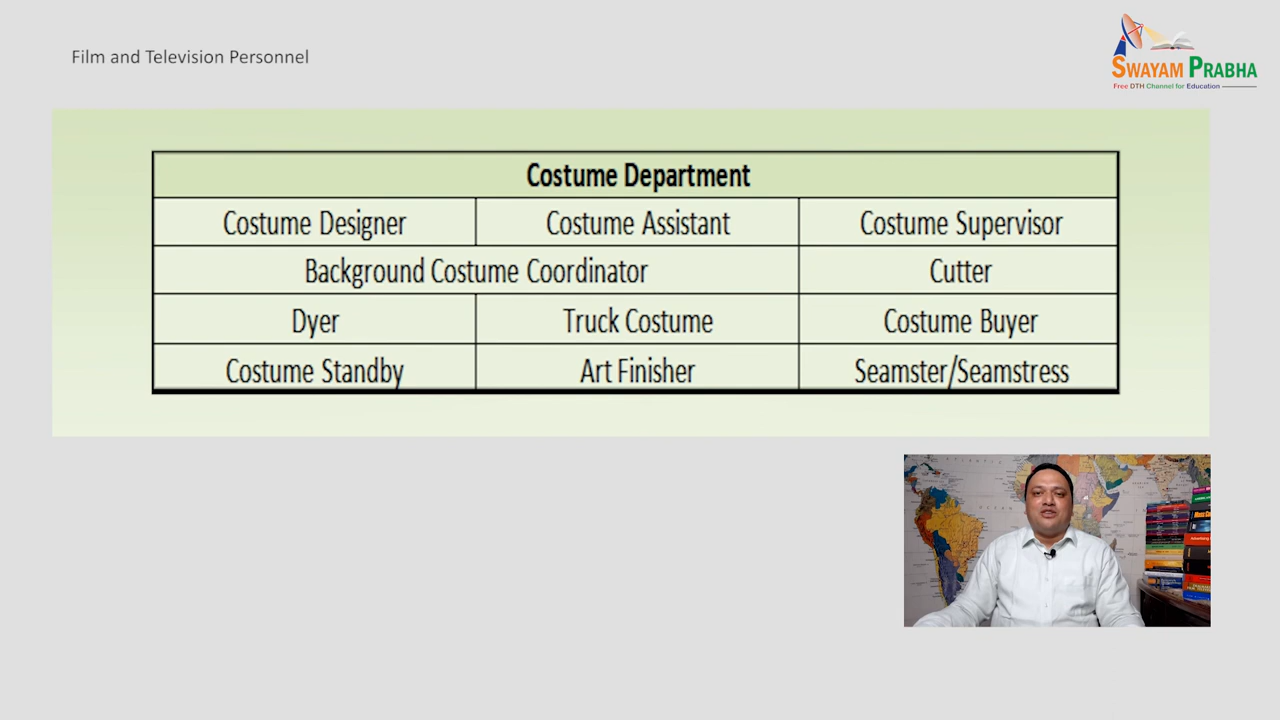 Film and Television Personnel
SWAYAM PRABHA
Free DTH Channel for Education
Costume Department
Costume Designer Costume Assistant Costume Supervisor
Background Costume Coordinator Cutter
Dyer Truck Costume Costume Buyer
Costume Standby Art Finisher Seamster/Seamstress